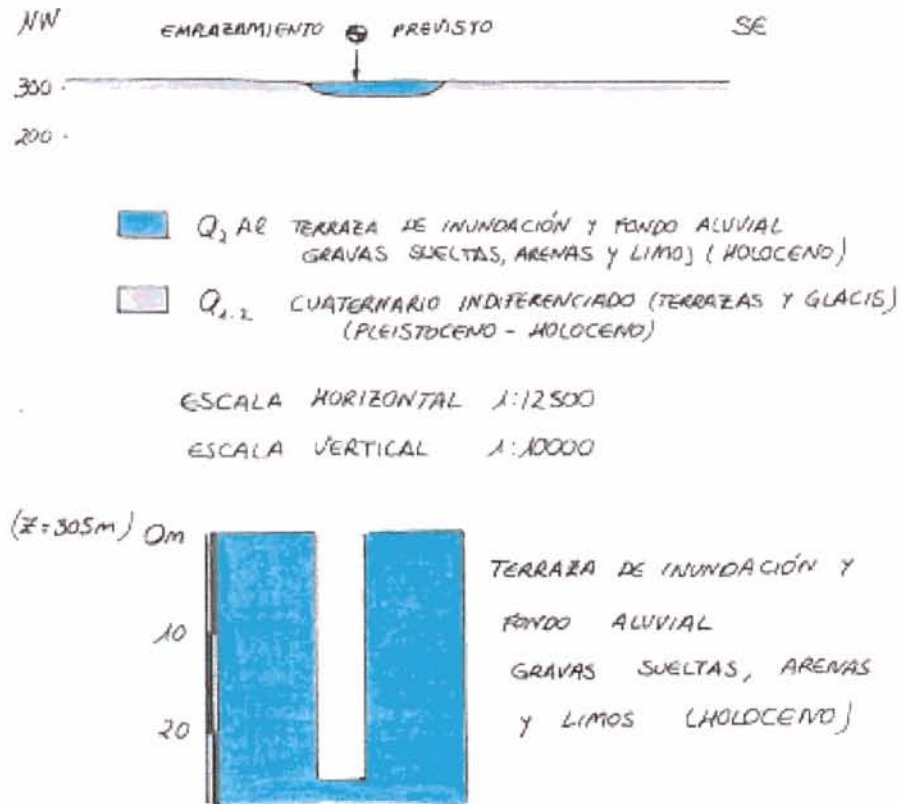 NW EMPLAZAMIENTO PREVISTO SE
300
200
Q2 Al TERRAZA DE INUNDACIÓN Y FONDO ALUVIAL
GRAVAS SUELTAS, ARENAS Y LIMOS (HOLOCENO)
Q1-2 CUATERNARIO INDIFERENCIADO (TERRAZAS Y GLACIS)
(PLEISTOCENO - HOLOCENO)
ESCALA HORIZONTAL 1:12500
ESCALA VERTICAL 1:10000
(Z=305m) 0m
TERRAZA DE INUNDACIÓN Y
10
FONDO ALUVIAL
GRAVAS SUELTAS, ARENAS
20
Y LIMOS (HOLOCENO)